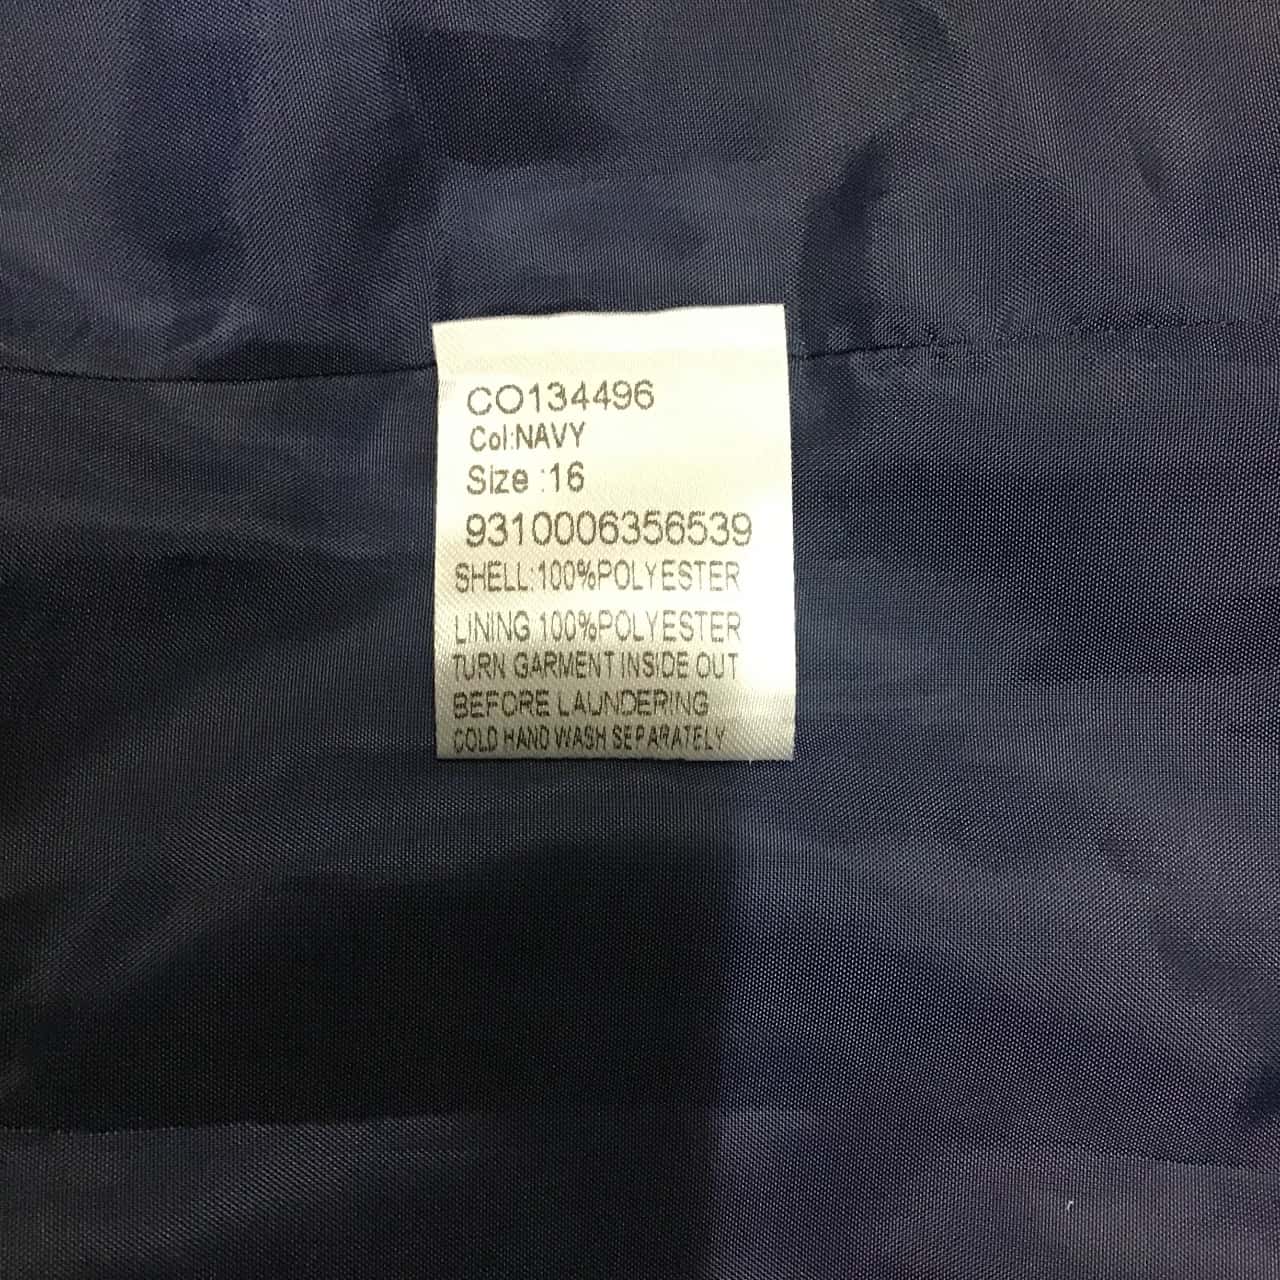 CO134496
Col:NAVY
Size :16
9310006356539
SHELL:100%POLYESTER
LINING 100%POLYESTER
TURN GARMENT INSIDE OUT
BEFORE LAUNDERING
COLD HAND WASH SEPARATELY